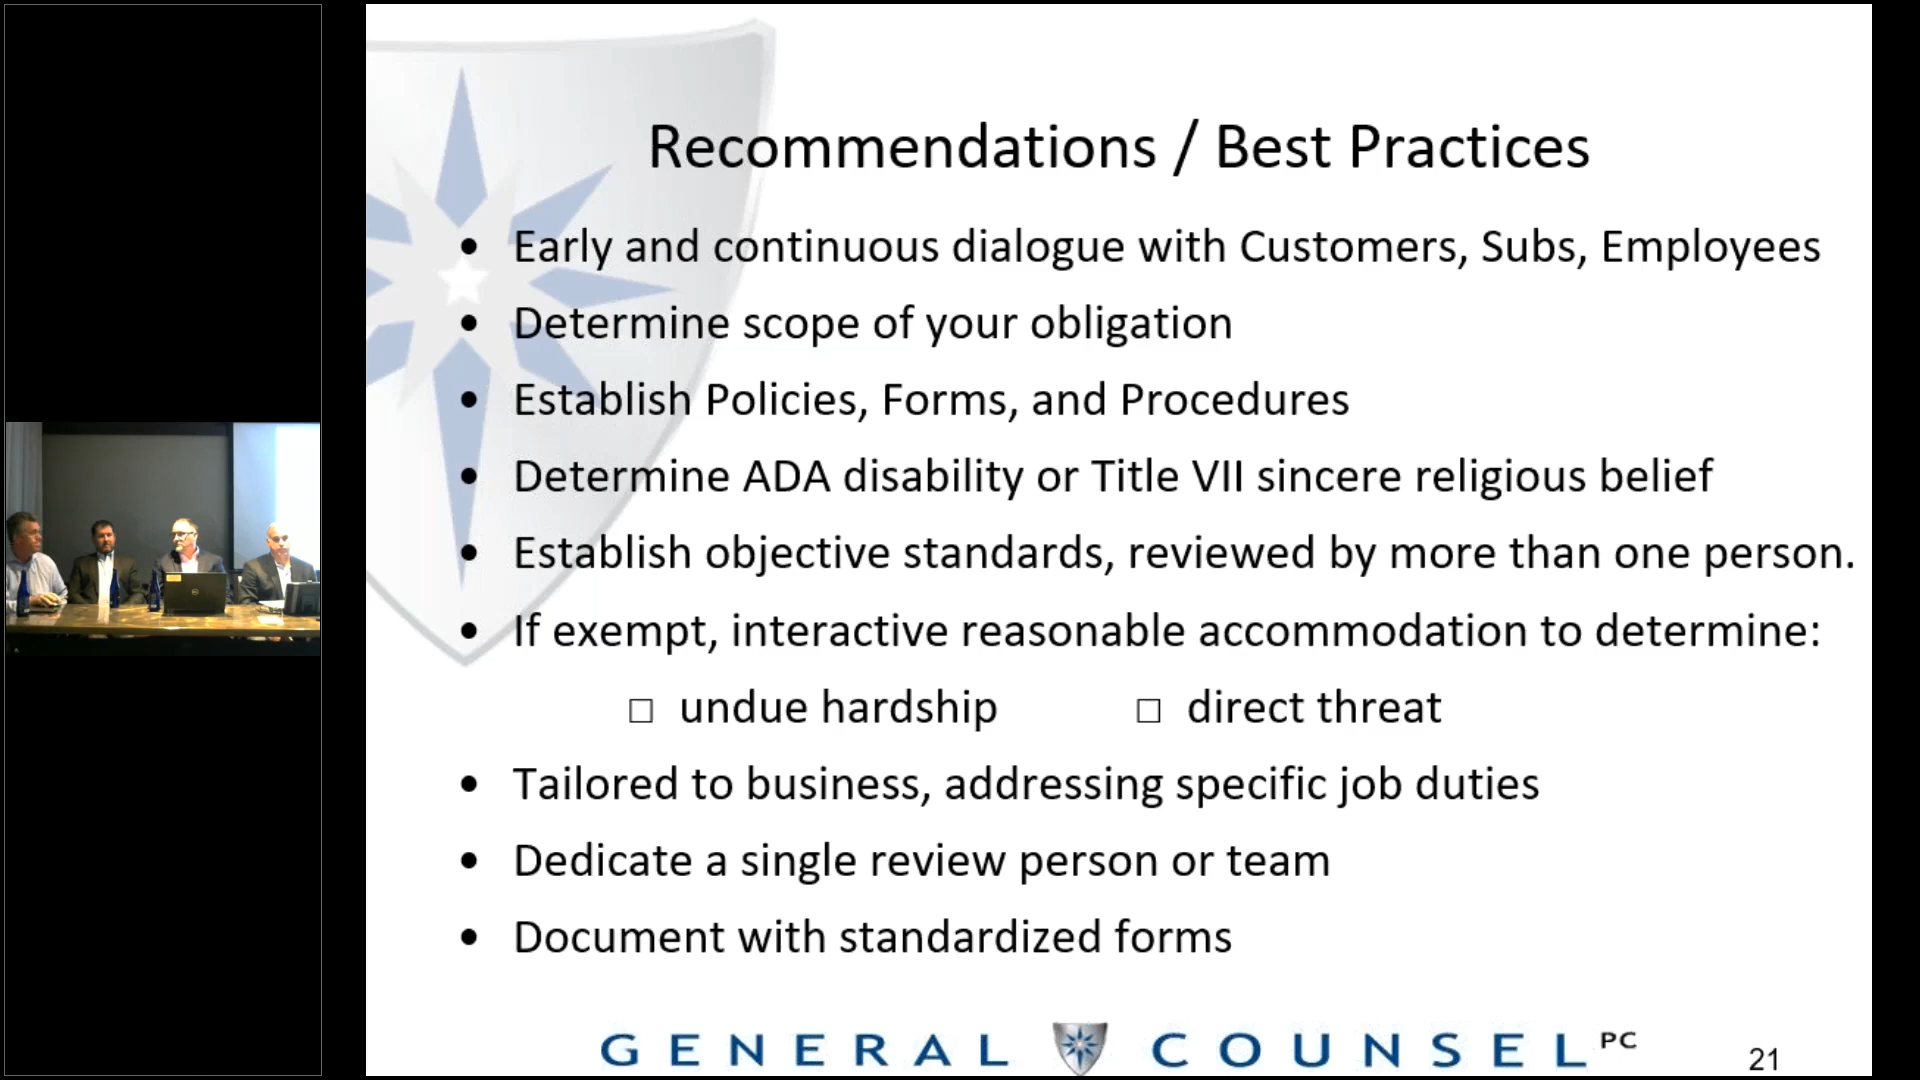 Recommendations / Best Practices
• Early and continuous dialogue with Customers, Subs, Employees
• Determine scope of your obligation
• Establish Policies, Forms, and Procedures
• Determine ADA disability or Title VII sincere religious belief
• Establish objective standards, reviewed by more than one person.
• If exempt, interactive reasonable accommodation to determine:
□ undue hardship □ direct threat
• Tailored to business, addressing specific job duties
• Dedicate a single review person or team
• Document with standardized forms
GENERAL COUNSEL PC
21